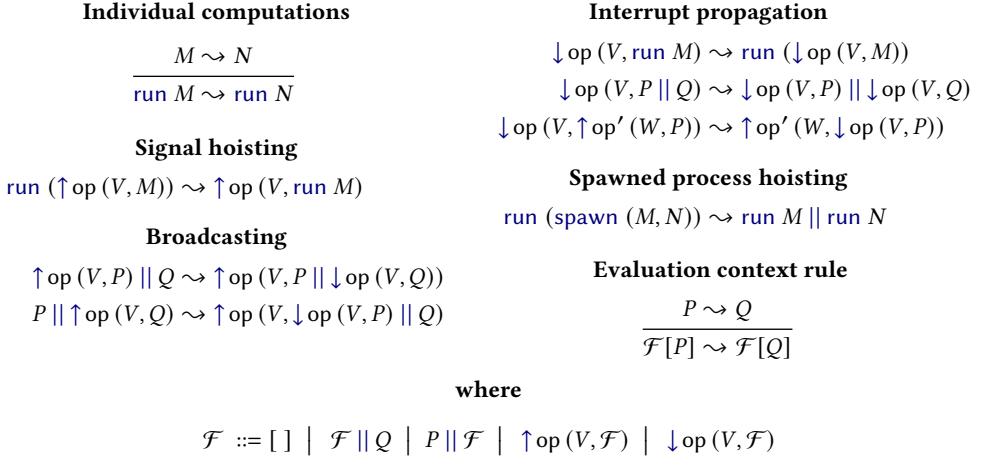 Individual computations
M ⇝ N
run M ⇝ run N
Signal hoisting
run (↑ op (V, M)) ⇝ ↑ op (V, run M)
Broadcasting
↑ op (V, P) || Q ⇝ ↑ op (V, P || ↓ op (V, Q))
P || ↑ op (V, Q) ⇝ ↑ op (V, ↓ op (V, P) || Q)
Interrupt propagation
↓ op (V, run M) ⇝ run (↓ op (V, M))
↓ op (V, P || Q) ⇝ ↓ op (V, P) || ↓ op (V, Q)
↓ op (V, ↑ op′ (W, P)) ⇝ ↑ op′ (W, ↓ op (V, P))
Spawned process hoisting
run (spawn (M, N)) ⇝ run M || run N
Evaluation context rule
P ⇝ Q
ℱ[P] ⇝ ℱ[Q]
where
ℱ ::= [ ] | ℱ || Q | P || ℱ | ↑ op (V, ℱ) | ↓ op (V, ℱ)